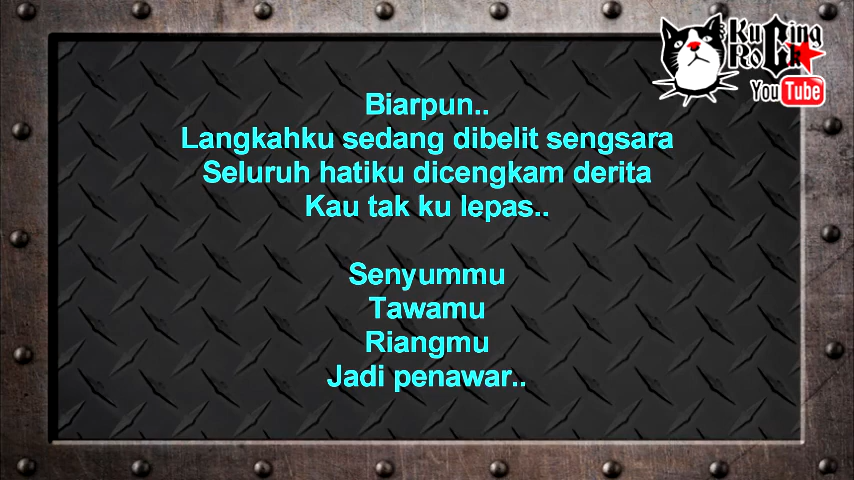 Kucing
Rock
YouTube
Biarpun..
Langkahku sedang dibelit sengsara
Seluruh hatiku dicengkam derita
Kau tak ku lepas..
Senyummu
Tawamu
Riangmu
Jadi penawar..